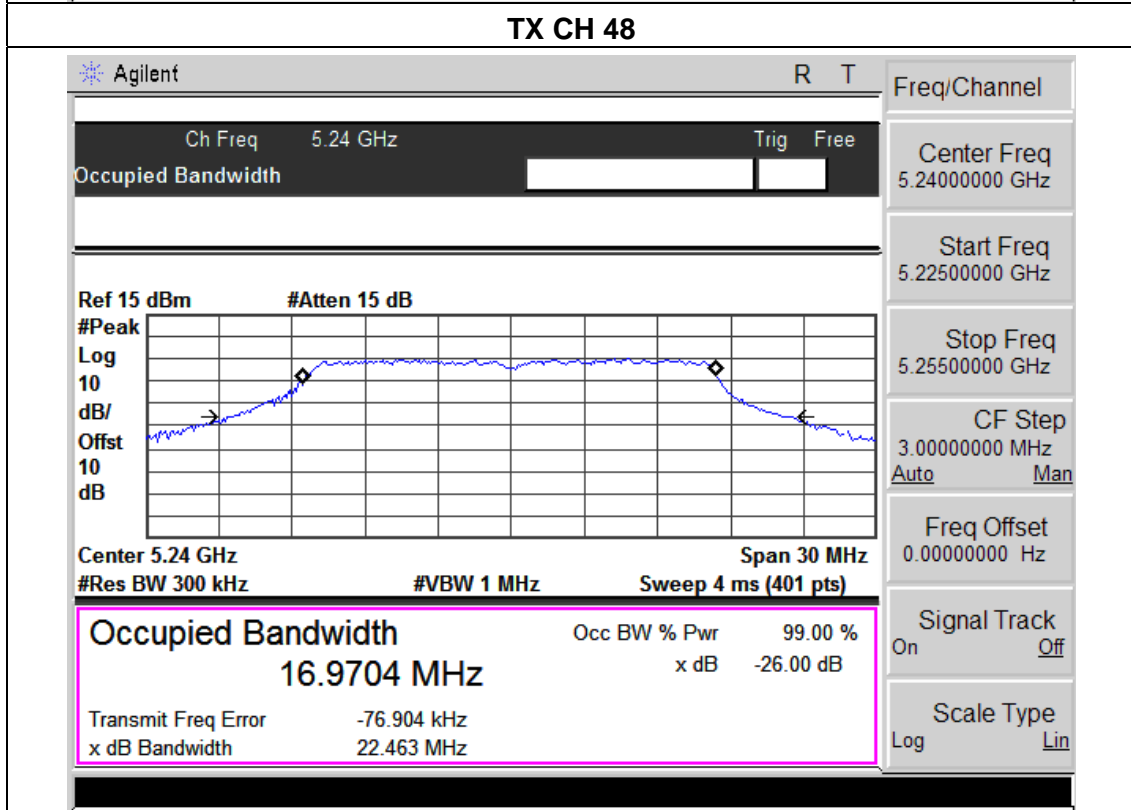 TX CH 48
Agilent R T
Ch Freq 5.24 GHz Trig Free
Occupied Bandwidth
Ref 15 dBm #Atten 15 dB
#Peak
Log
10
dB/
Offst
10
dB
Center 5.24 GHz Span 30 MHz
#Res BW 300 kHz #VBW 1 MHz Sweep 4 ms (401 pts)
Occupied Bandwidth
16.9704 MHz
Occ BW % Pwr 99.00 %
x dB -26.00 dB
Transmit Freq Error -76.904 kHz
x dB Bandwidth 22.463 MHz
Freq/Channel
Center Freq
5.24000000 GHz
Start Freq
5.22500000 GHz
Stop Freq
5.25500000 GHz
CF Step
3.00000000 MHz
Auto Man
Freq Offset
0.00000000 Hz
Signal Track
On Off
Scale Type
Log Lin